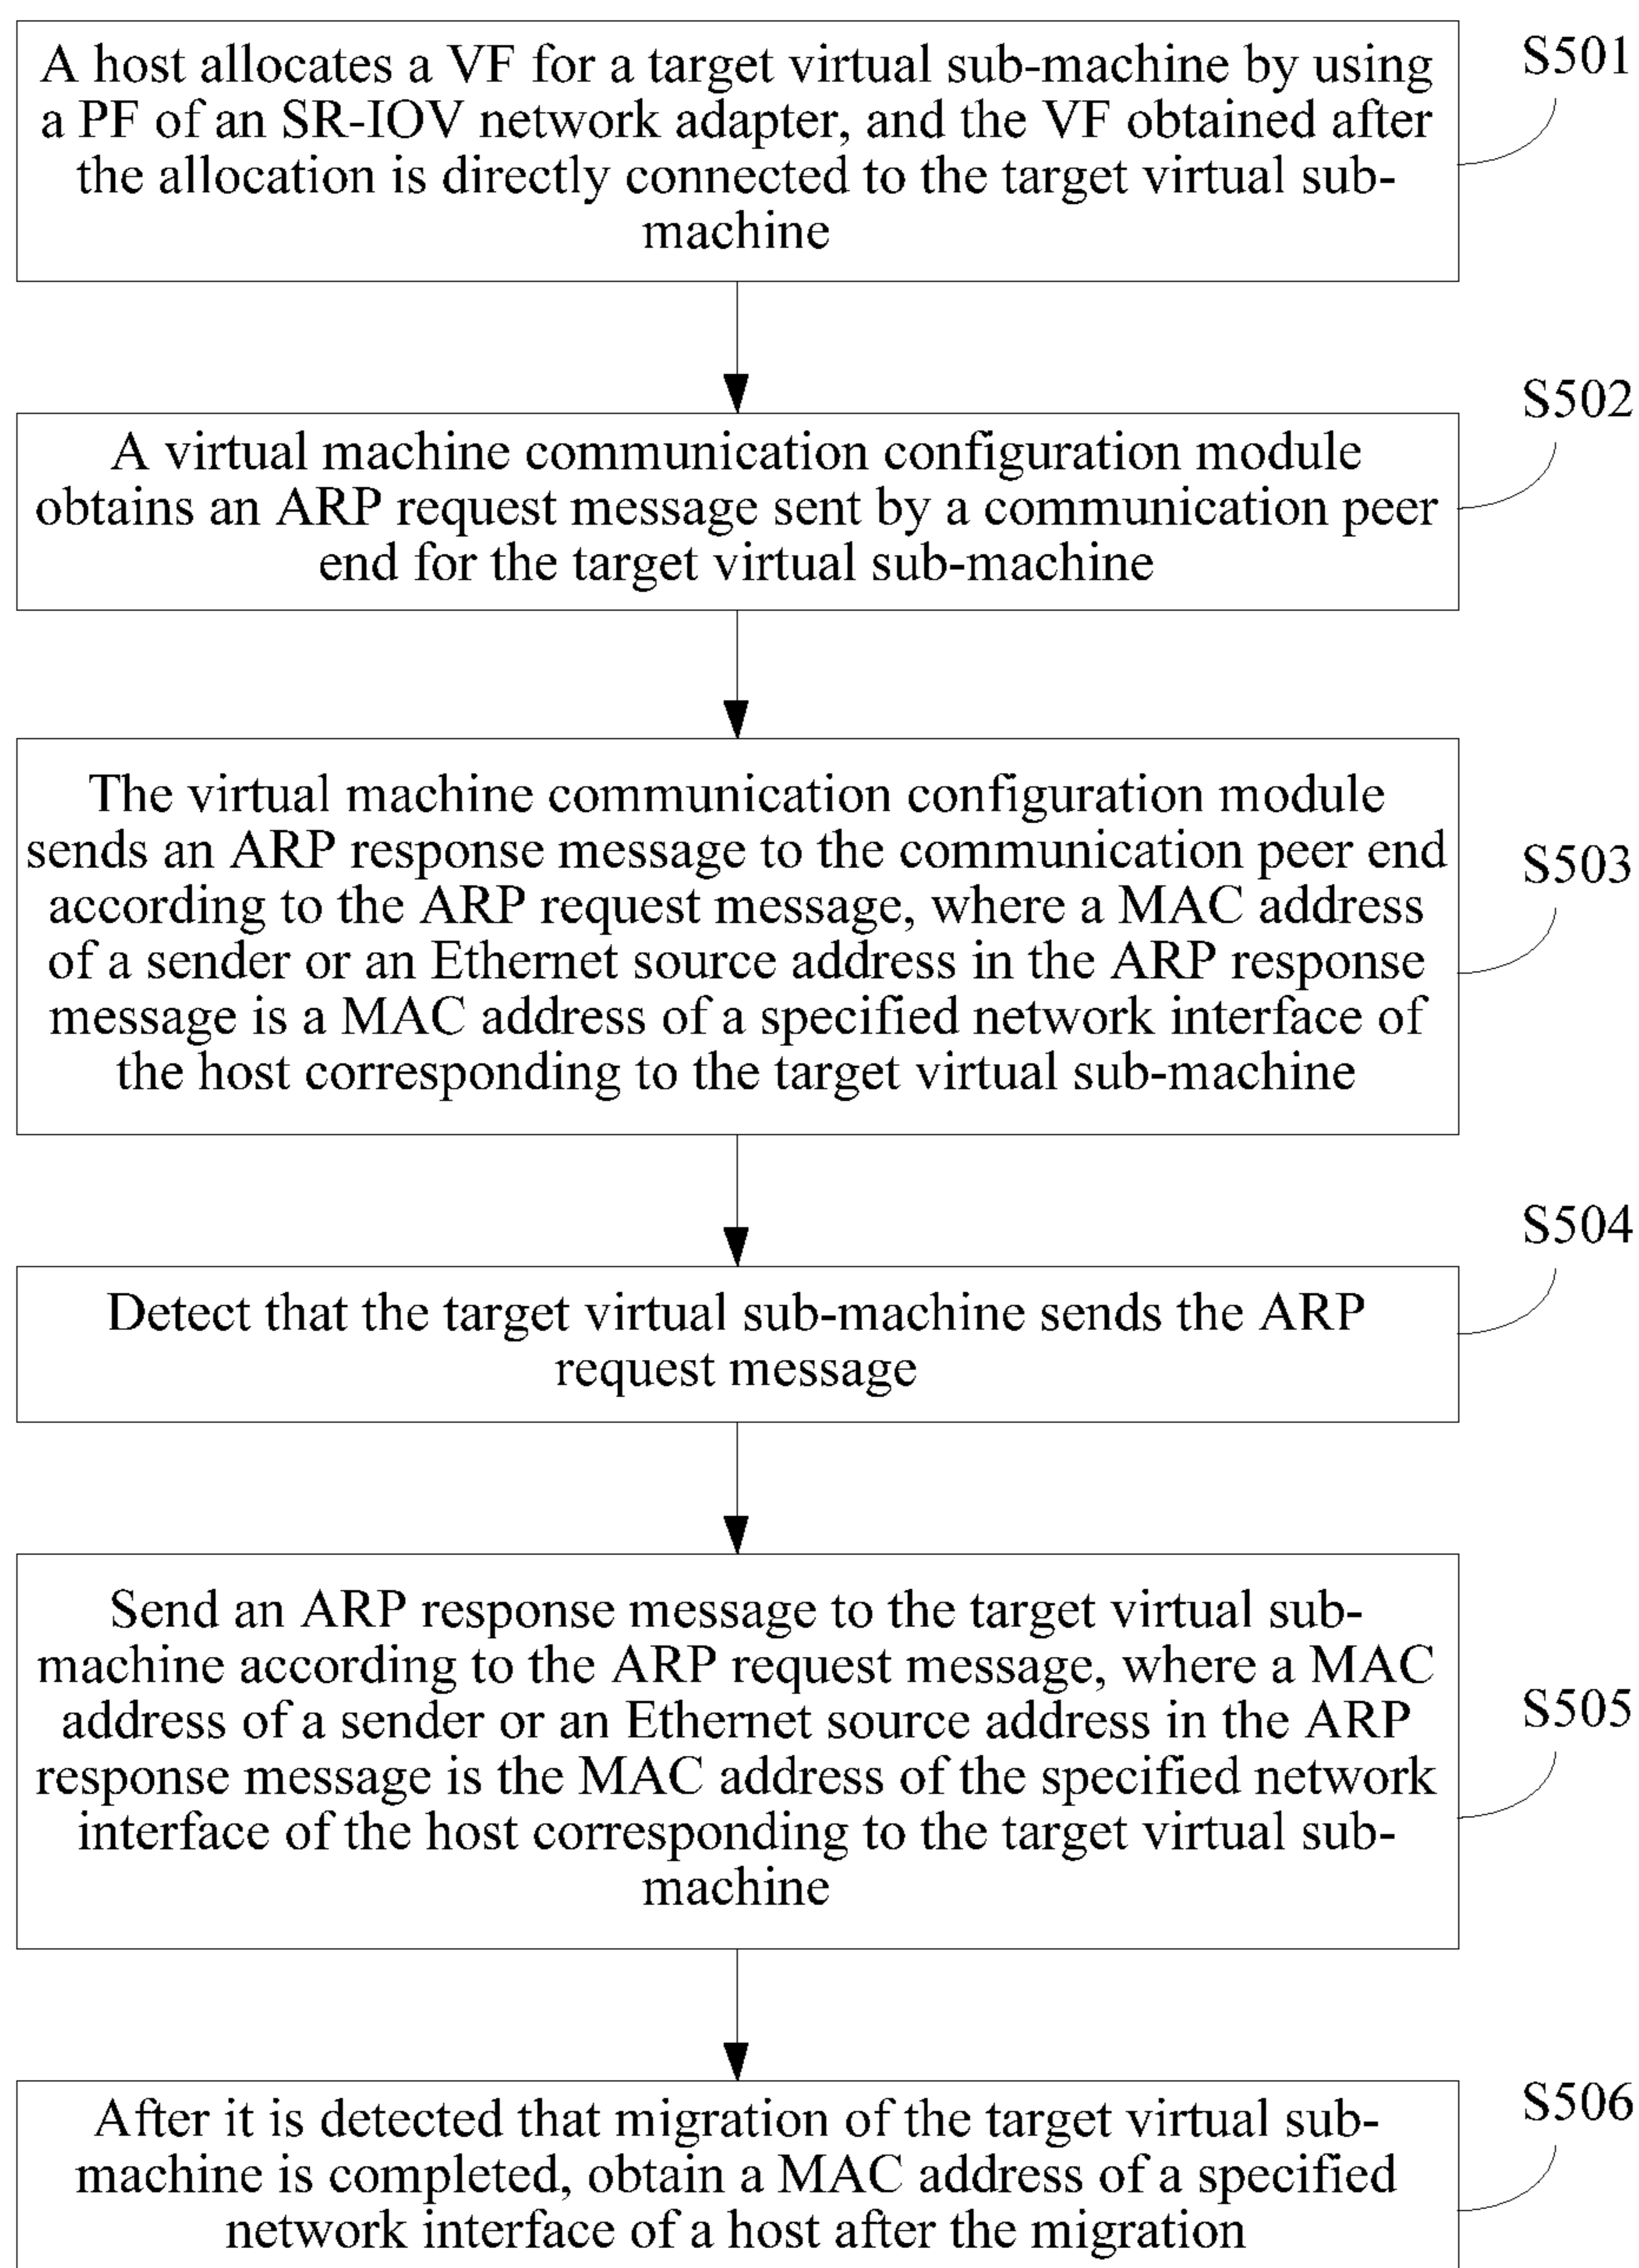 A host allocates a VF for a target virtual sub-machine by using
a PF of an SR-IOV network adapter, and the VF obtained after
the allocation is directly connected to the target virtual sub-
machine
S501
A virtual machine communication configuration module
obtains an ARP request message sent by a communication peer
end for the target virtual sub-machine
S502
The virtual machine communication configuration module
sends an ARP response message to the communication peer end
according to the ARP request message, where a MAC address
of a sender or an Ethernet source address in the ARP response
message is a MAC address of a specified network interface of
the host corresponding to the target virtual sub-machine
S503
Detect that the target virtual sub-machine sends the ARP
request message
S504
Send an ARP response message to the target virtual sub-
machine according to the ARP request message, where a MAC
address of a sender or an Ethernet source address in the ARP
response message is the MAC address of the specified network
interface of the host corresponding to the target virtual sub-
machine
S505
After it is detected that migration of the target virtual sub-
machine is completed, obtain a MAC address of a specified
network interface of a host after the migration
S506